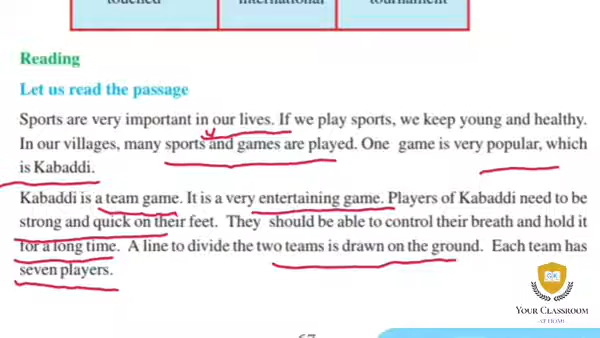 touched international tournament
Reading
Let us read the passage
Sports are very important in our lives. If we play sports, we keep young and healthy.
In our villages, many sports and games are played. One game is very popular, which
is Kabaddi.
Kabaddi is a team game. It is a very entertaining game. Players of Kabaddi need to be
strong and quick on their feet. They should be able to control their breath and hold it
for a long time. A line to divide the two teams is drawn on the ground. Each team has
seven players.
YOUR CLASSROOM
AT HOME
67